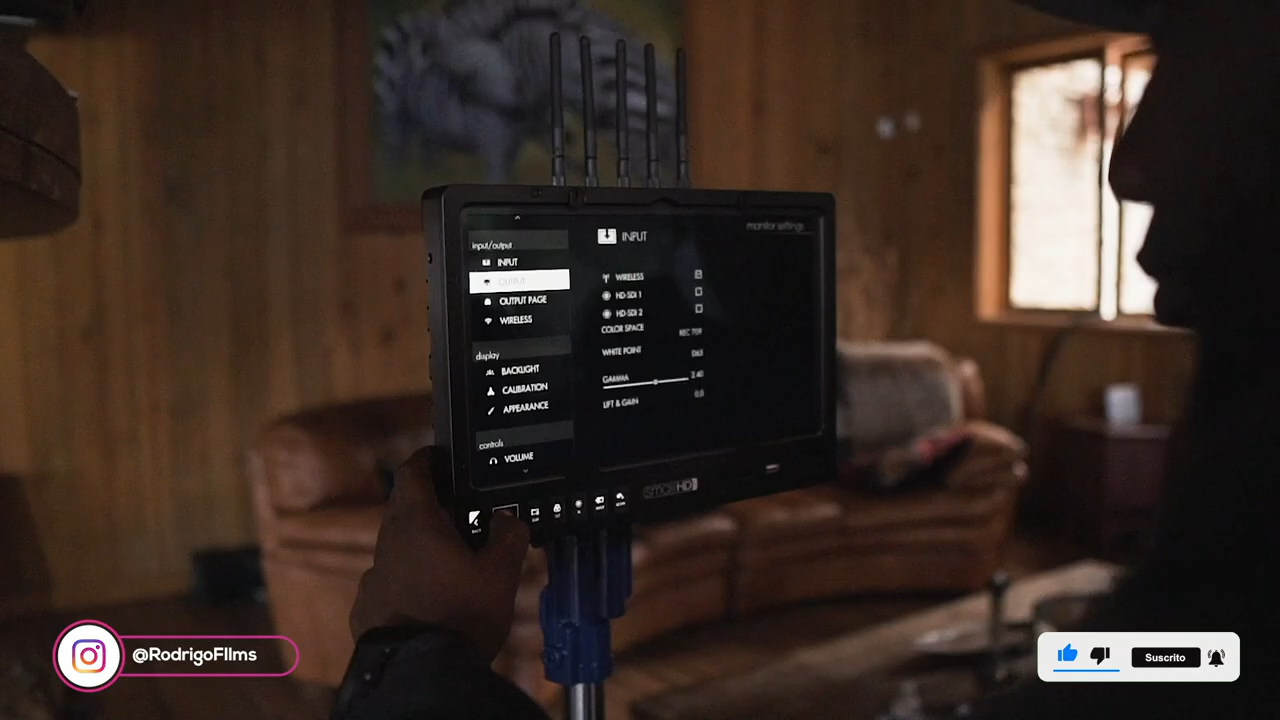 input/output
INPUT
OUTPUT
OUTPUT PAGE
WIRELESS
display
BACKLIGHT
CALIBRATION
APPEARANCE
controls
VOLUME
monitor settings
INPUT
WIRELESS
HD-SDI 1
HD-SDI 2
COLOR SPACE
REC 709
WHITE POINT
D65
GAMMA
2.40
LIFT & GAIN
0.0
smallHD
@RodrigoFIlms
Suscrito